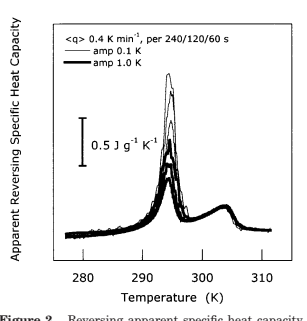 Apparent Reversing Specific Heat Capacity
<q> 0.4 K min⁻¹, per 240/120/60 s
amp 0.1 K
amp 1.0 K
0.5 J g⁻¹ K⁻¹
280 290 300 310
Temperature (K)
Figure 2. Reversing apparent specific heat capacity